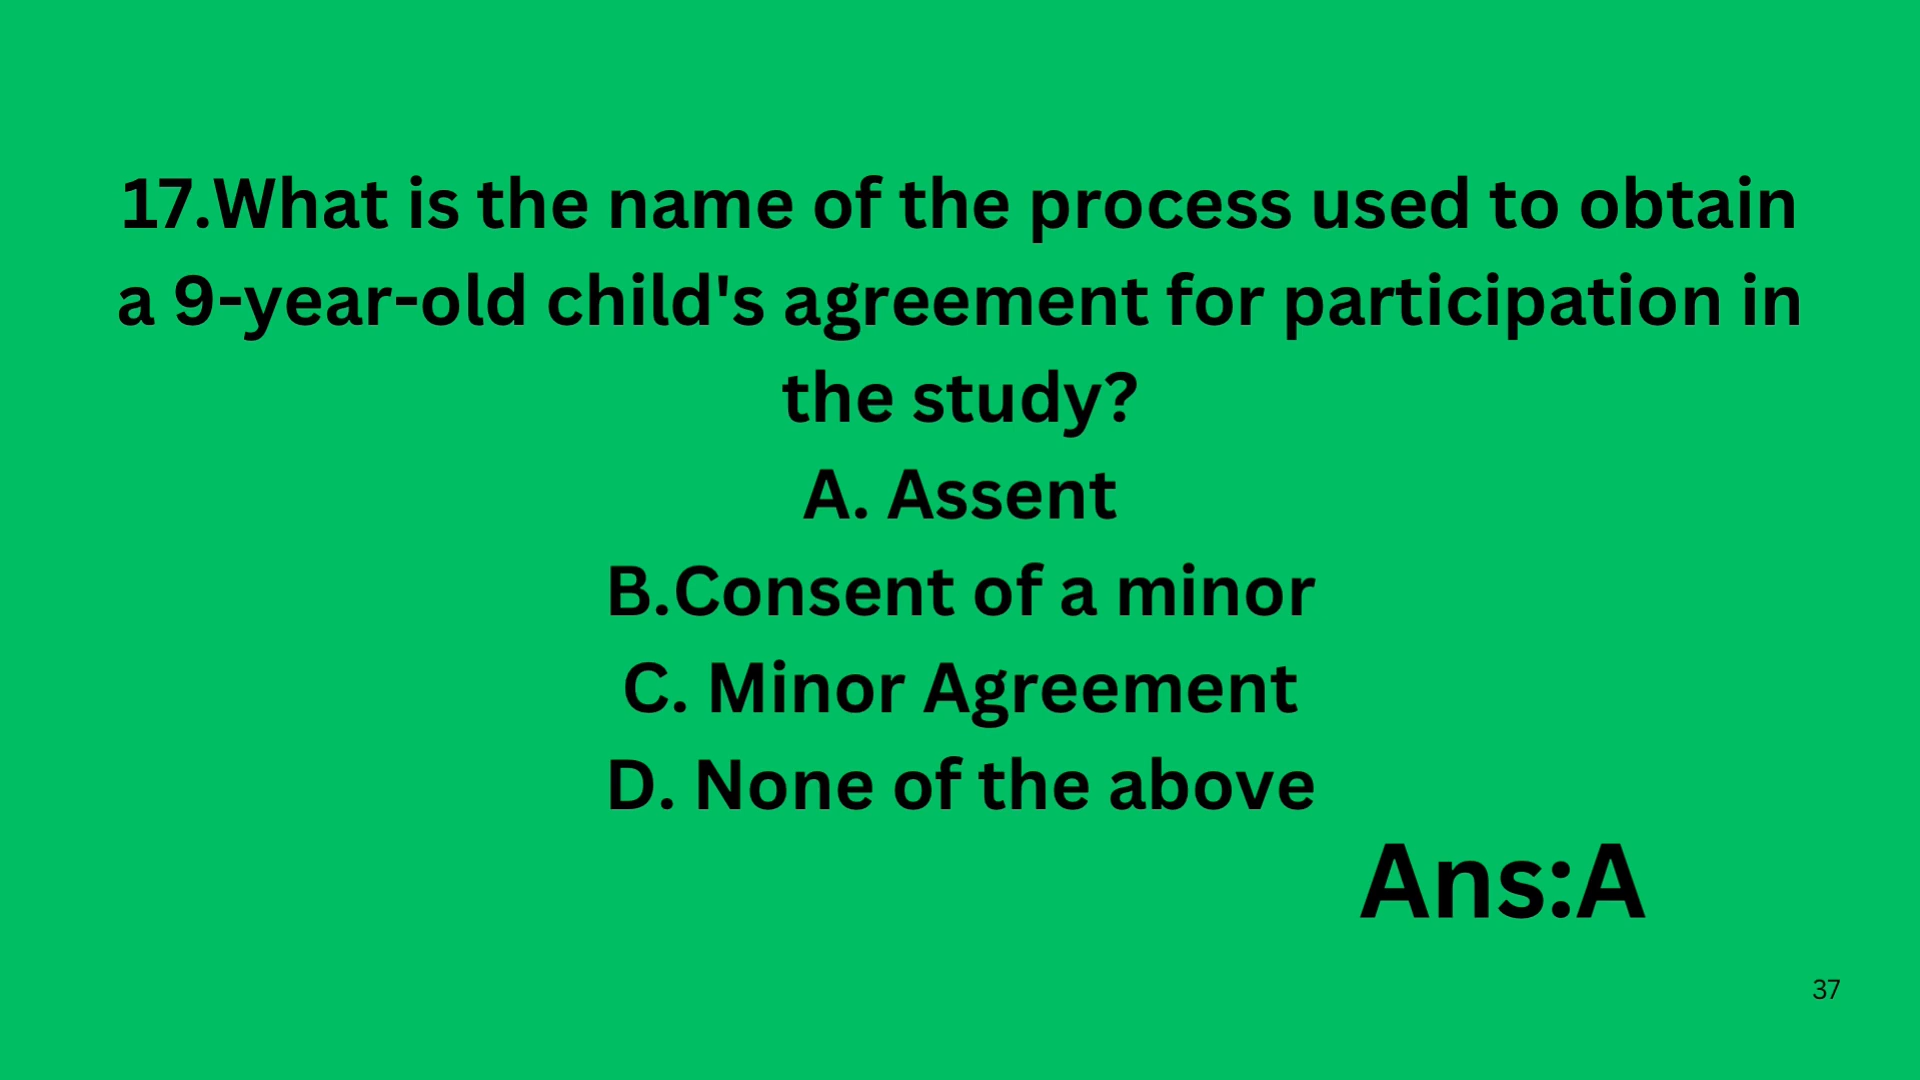 17.What is the name of the process used to obtain
a 9-year-old child's agreement for participation in
the study?
A. Assent
B.Consent of a minor
C. Minor Agreement
D. None of the above
Ans:A
37